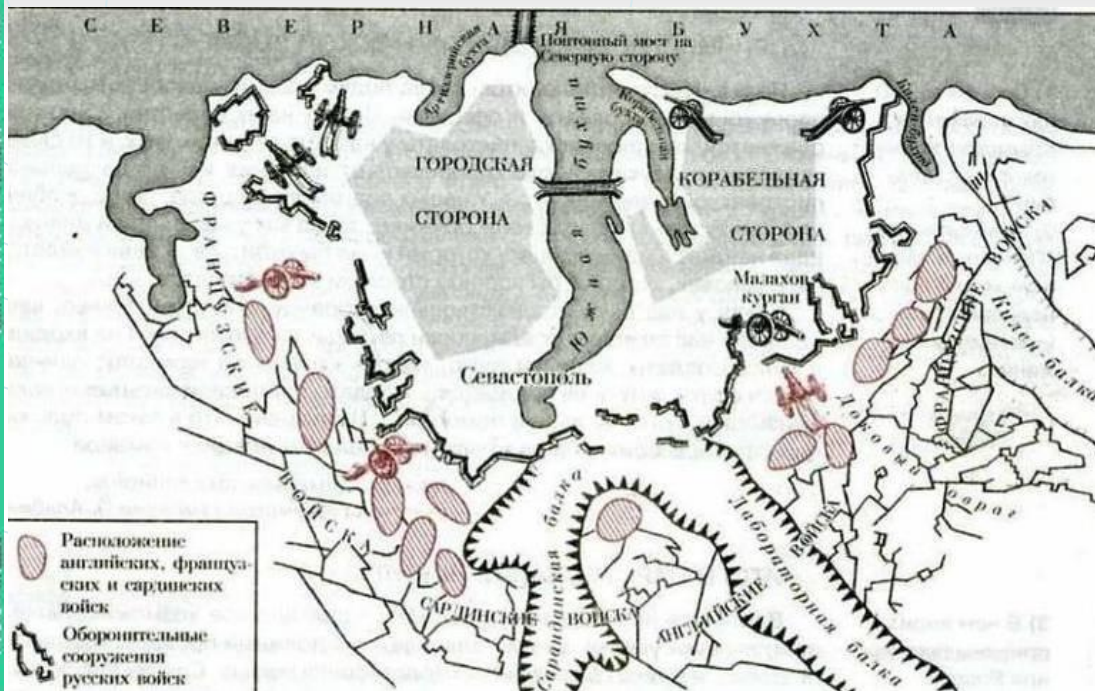 СЕВЕРНАЯ БУХТА
Артиллерийская
бухта
Понтонный мост на
Северную сторону
Корабельная
бухта
Килен-бухта
ГОРОДСКАЯ
СТОРОНА
Южная бухта
КОРАБЕЛЬНАЯ
СТОРОНА
Малахов
курган
Севастополь
ФРАНЦУЗСКИЕ
ВОЙСКА
САРДИНСКИЕ ВОЙСКА
Сарандинская балка
АНГЛИЙСКИЕ
ВОЙСКА
Лабораторная балка
Доковый овраг
ВОЙСКА
Килен-балка
Расположение
английских, француз-
ских и сардинских
войск
Оборонительные
сооружения
русских войск